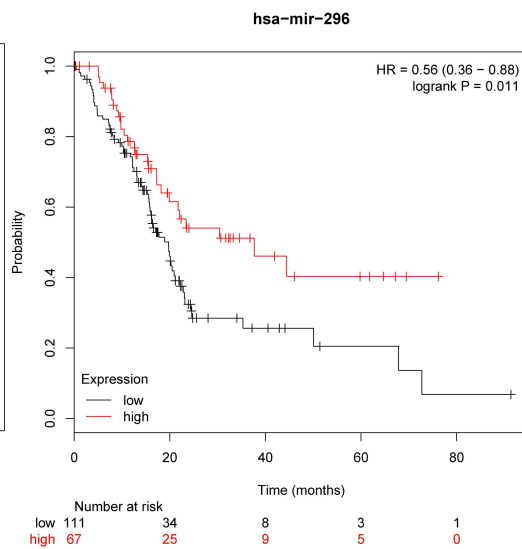 hsa−mir−296
HR = 0.56 (0.36 − 0.88)
logrank P = 0.011
Probability
1.0
0.8
0.6
0.4
0.2
0.0
Expression
low
high
0 20 40 60 80
Time (months)
Number at risk
low 111 34 8 3 1
high 67 25 9 5 0